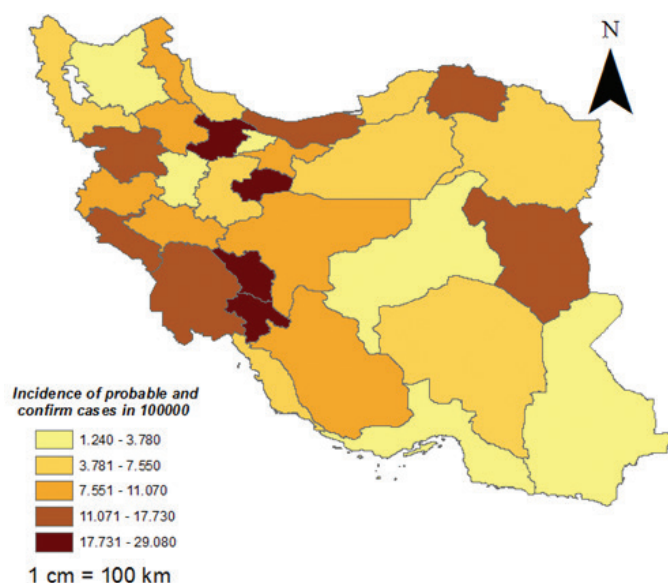 N
Incidence of probable and
confirm cases in 100000
1.240 - 3.780
3.781 - 7.550
7.551 - 11.070
11.071 - 17.730
17.731 - 29.080
1 cm = 100 km